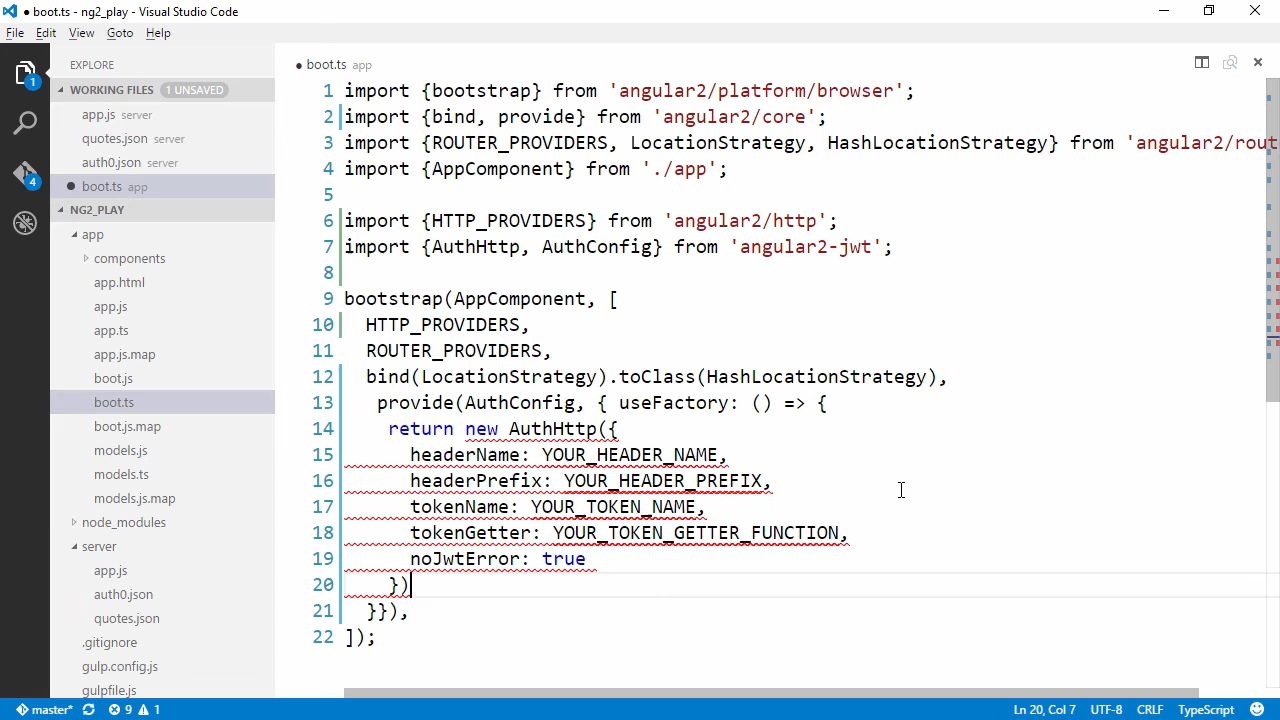 ● boot.ts - ng2_play - Visual Studio Code
File Edit View Goto Help
EXPLORE
WORKING FILES 1 UNSAVED
app.js server
quotes.json server
auth0.json server
● boot.ts app
NG2_PLAY
app
components
app.html
app.js
app.ts
app.js.map
boot.js
boot.ts
boot.js.map
models.js
models.ts
models.js.map
node_modules
server
app.js
auth0.json
quotes.json
.gitignore
gulp.config.js
gulpfile.js
1
4
● boot.ts app
1 import {bootstrap} from 'angular2/platform/browser';
2 import {bind, provide} from 'angular2/core';
3 import {ROUTER_PROVIDERS, LocationStrategy, HashLocationStrategy} from 'angular2/rout
4 import {AppComponent} from './app';
5
6 import {HTTP_PROVIDERS} from 'angular2/http';
7 import {AuthHttp, AuthConfig} from 'angular2-jwt';
8
9 bootstrap(AppComponent, [
10 HTTP_PROVIDERS,
11 ROUTER_PROVIDERS,
12 bind(LocationStrategy).toClass(HashLocationStrategy),
13 provide(AuthConfig, { useFactory: () => {
14 return new AuthHttp({
15 headerName: YOUR_HEADER_NAME,
16 headerPrefix: YOUR_HEADER_PREFIX,
17 tokenName: YOUR_TOKEN_NAME,
18 tokenGetter: YOUR_TOKEN_GETTER_FUNCTION,
19 noJwtError: true
20 })
21 }}),
22 ]);
master* 9 1 Ln 20, Col 7 UTF-8 CRLF TypeScript